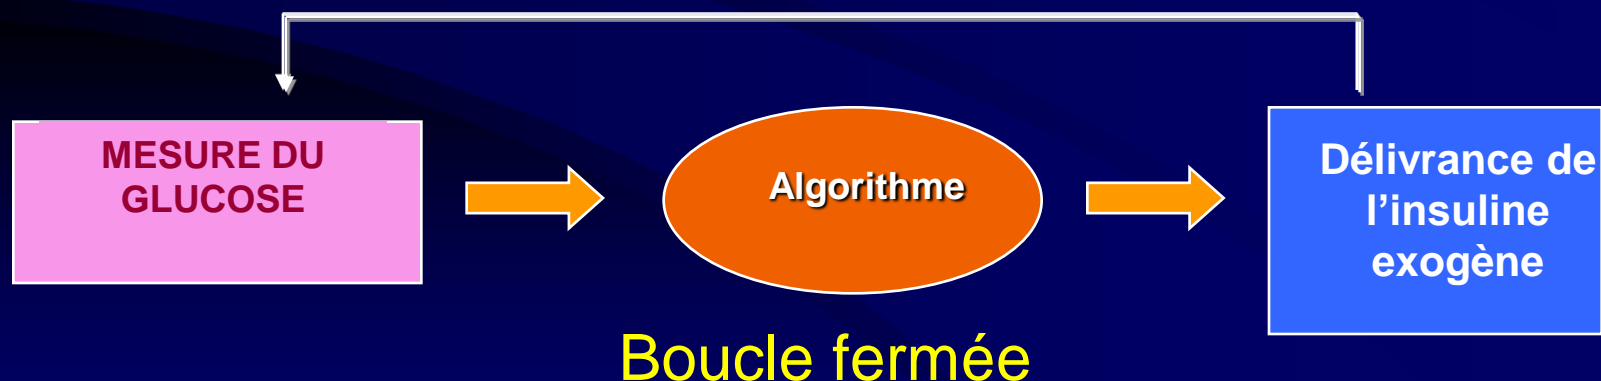 MESURE DU
GLUCOSE
Algorithme
Délivrance de
l’insuline
exogène
Boucle fermée